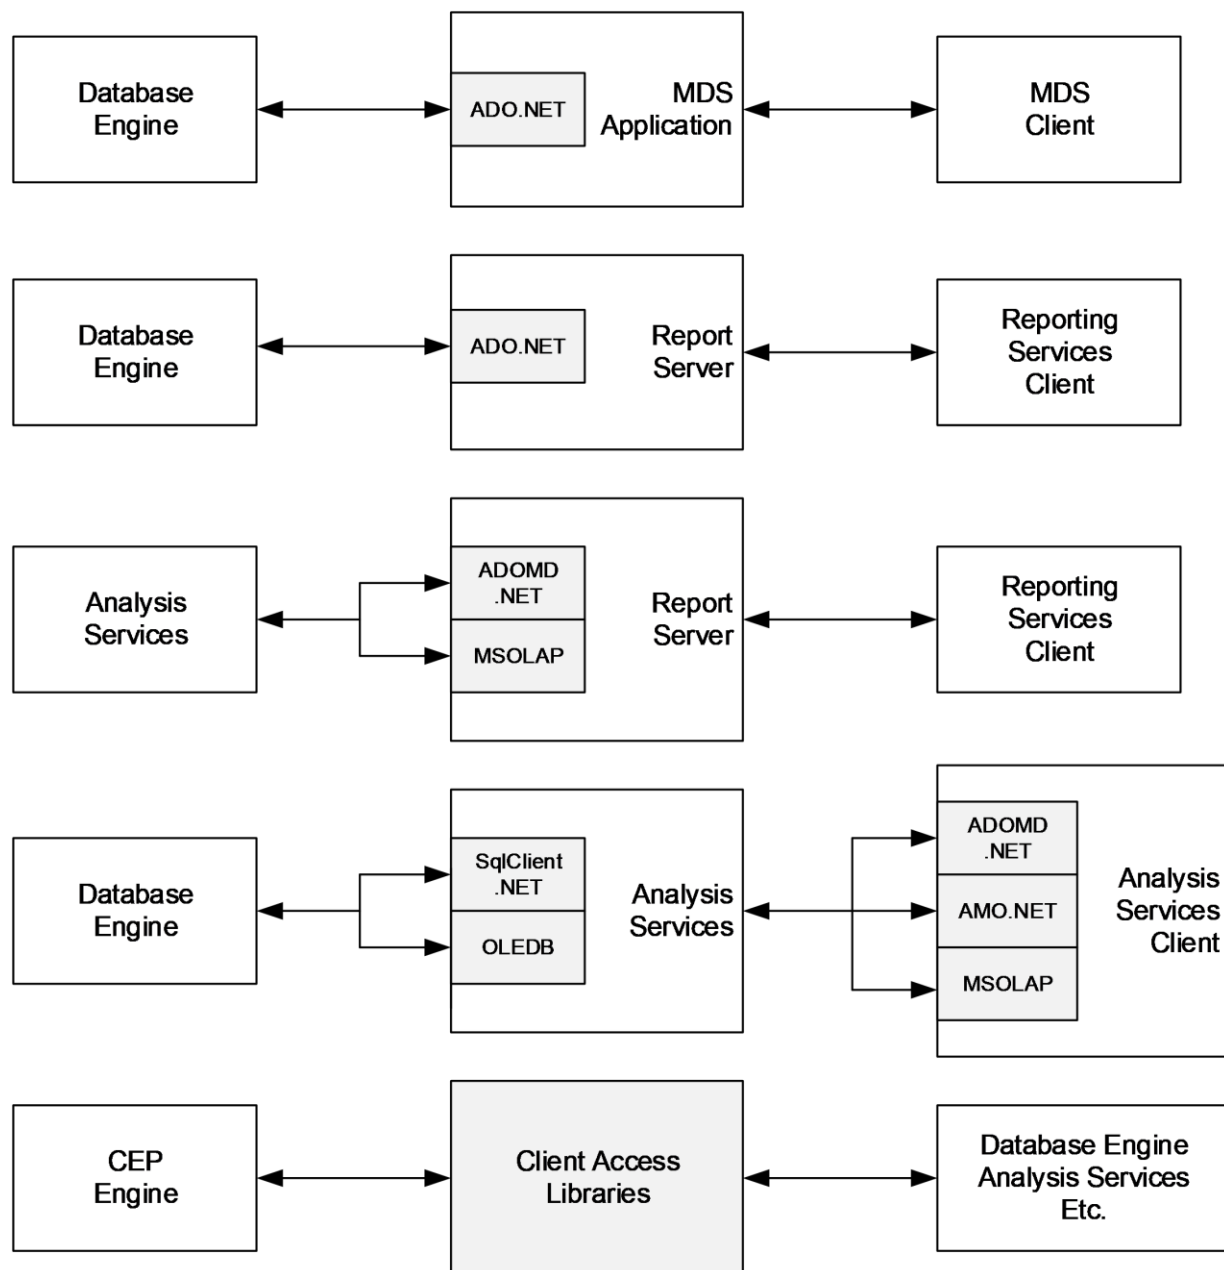 Database
Engine
ADO.NET
MDS
Application
MDS
Client
Database
Engine
ADO.NET
Report
Server
Reporting
Services
Client
Analysis
Services
ADOMD
.NET
MSOLAP
Report
Server
Reporting
Services
Client
Database
Engine
SqlClient
.NET
OLEDB
Analysis
Services
ADOMD
.NET
AMO.NET
MSOLAP
Analysis
Services
Client
CEP
Engine
Client Access
Libraries
Database Engine
Analysis Services
Etc.